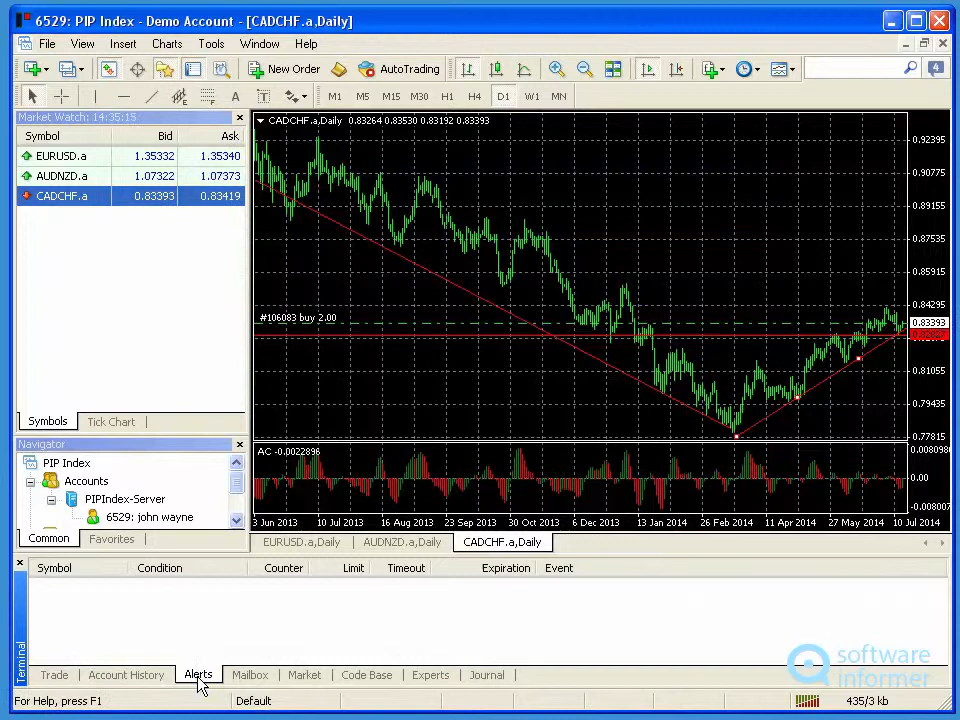 6529: PIP Index - Demo Account - [CADCHF.a,Daily]
File View Insert Charts Tools Window Help
New Order AutoTrading 4
A T M1 M5 M15 M30 H1 H4 D1 W1 MN
Market Watch: 14:35:15
Symbol Bid Ask
EURUSD.a 1.35332 1.35340
AUDNZD.a 1.07322 1.07373
CADCHF.a 0.83393 0.83419
Symbols Tick Chart
Navigator
PIP Index
Accounts
PIPIndex-Server
6529: john wayne
Common Favorites
CADCHF.a,Daily 0.83264 0.83530 0.83192 0.83393
#106083 buy 2.00
0.92395
0.90775
0.89155
0.87535
0.85915
0.84295
0.83393
0.81055
0.79435
0.77815
AC -0.0022896
0.0080980
0.00
-0.008007
3 Jun 2013 10 Jul 2013 16 Aug 2013 23 Sep 2013 30 Oct 2013 6 Dec 2013 13 Jan 2014 26 Feb 2014 11 Apr 2014 27 May 2014 10 Jul 2014
EURUSD.a,Daily AUDNZD.a,Daily CADCHF.a,Daily
Symbol Condition Counter Limit Timeout Expiration Event
Terminal
Trade Account History Alerts Mailbox Market Code Base Experts Journal
software
informer
For Help, press F1 Default 435/3 kb